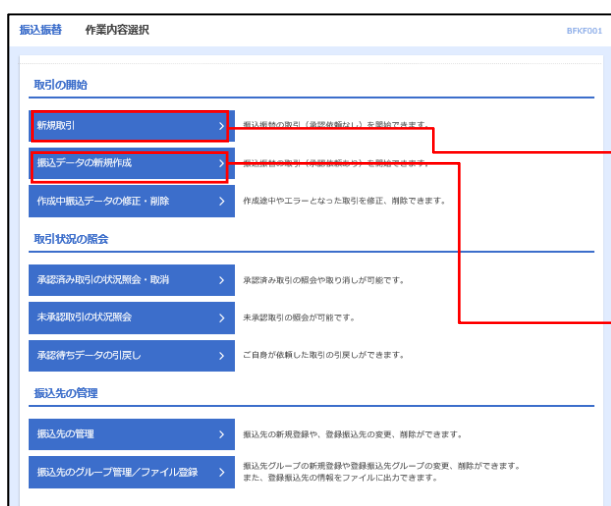 振込振替 作業内容選択 BFKF001
取引の開始
新規取引 > 振込振替の取引（承認依頼なし）を開始できます。
振込データの新規作成 > 振込振替の取引（承認依頼あり）を開始できます。
作成中振込データの修正・削除 > 作成途中やエラーとなった取引を修正、削除できます。
取引状況の照会
承認済み取引の状況照会・取消 > 承認済み取引の照会や取り消しが可能です。
未承認取引の状況照会 > 未承認取引の照会が可能です。
承認待ちデータの引戻し > ご自身が依頼した取引の引戻しができます。
振込先の管理
振込先の管理 > 振込先の新規登録や、登録振込先の変更、削除ができます。
振込先のグループ管理／ファイル登録 > 振込先グループの新規登録や登録振込先グループの変更、削除ができます。
また、登録振込先の情報をファイルに出力できます。